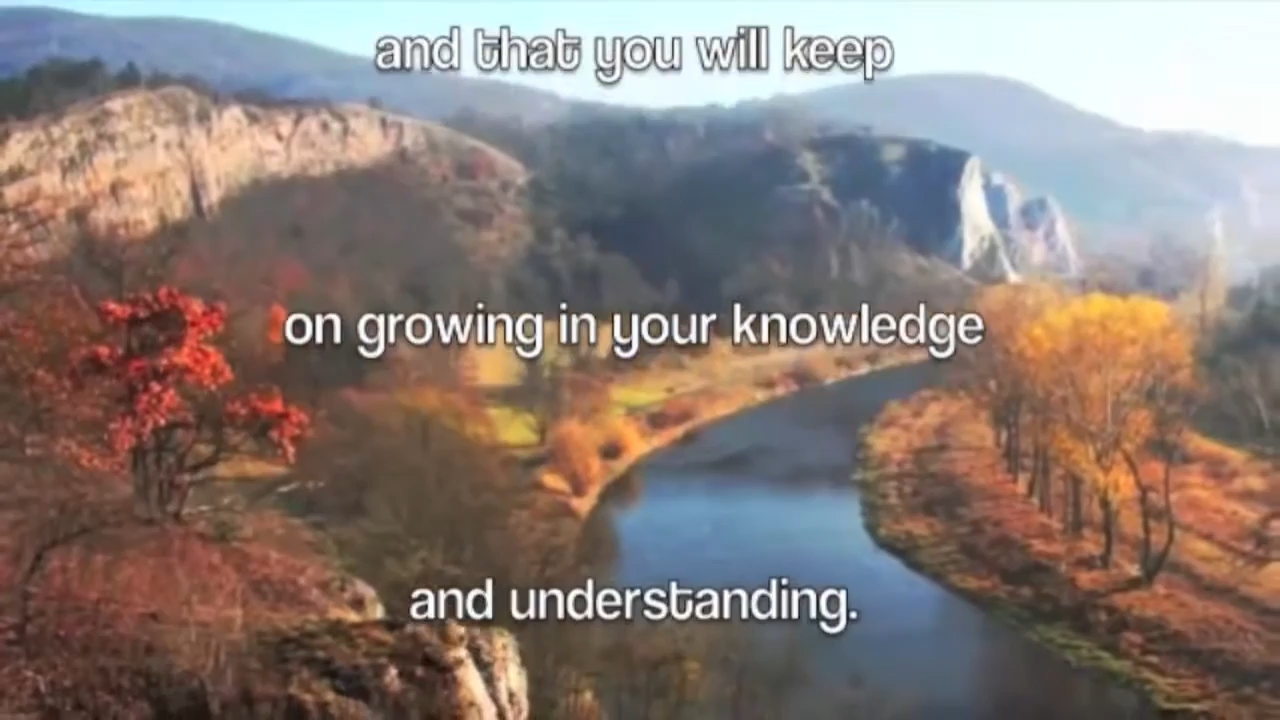 and that you will keep
on growing in your knowledge
and understanding.